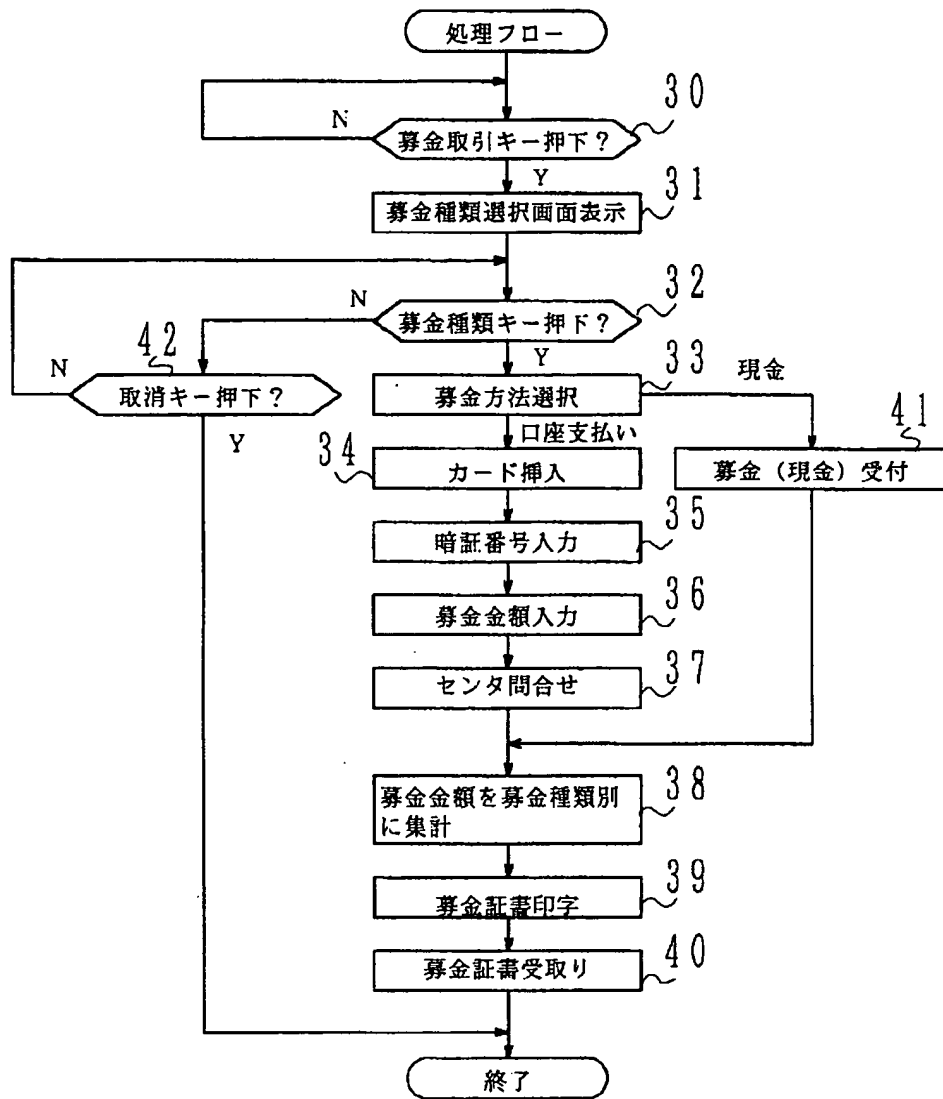 処理フロー
30
N
募金取引キー押下?
Y
31
募金種類選択画面表示
32
N
募金種類キー押下?
42
Y
33
現金
N
取消キー押下?
募金方法選択
Y
口座支払い
41
34
カード挿入
募金(現金)受付
35
暗証番号入力
36
募金金額入力
37
センタ問合せ
38
募金金額を募金種類別
に集計
39
募金証書印字
40
募金証書受取り
終了